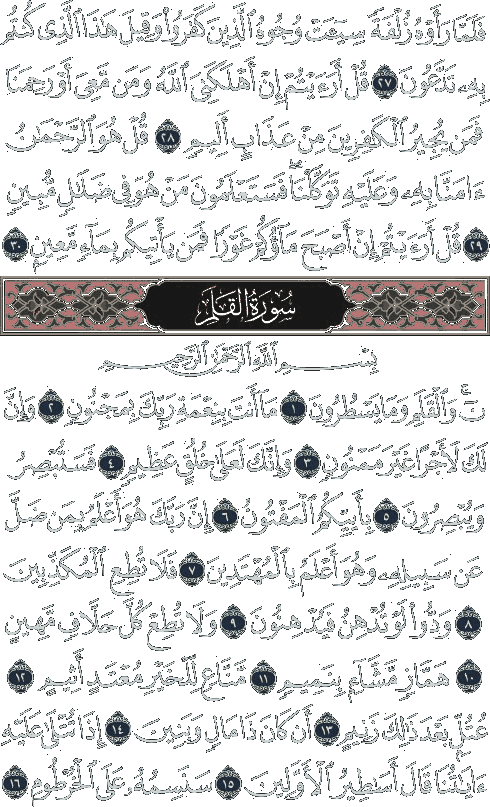 فَلَمَّا رَأَوْهُ زُلْفَةً سِيٓـَٔتْ وُجُوهُ ٱلَّذِينَ كَفَرُوا۟ وَقِيلَ هَـٰذَا ٱلَّذِى كُنتُم
بِهِۦ تَدَّعُونَ ٢٧ قُلْ أَرَءَيْتُمْ إِنْ أَهْلَكَنِىَ ٱللَّهُ وَمَن مَّعِىَ أَوْ رَحِمَنَا
فَمَن يُجِيرُ ٱلْكَـٰفِرِينَ مِنْ عَذَابٍ أَلِيمٍ ٢٨ قُلْ هُوَ ٱلرَّحْمَـٰنُ
ءَامَنَّا بِهِۦ وَعَلَيْهِ تَوَكَّلْنَا ۖ فَسَتَعْلَمُونَ مَنْ هُوَ فِى ضَلَـٰلٍ مُّبِينٍ
٢٩ قُلْ أَرَءَيْتُمْ إِنْ أَصْبَحَ مَآؤُكُمْ غَوْرًا فَمَن يَأْتِيكُم بِمَآءٍ مَّعِينٍۭ ٣٠
سُورَةُ القَلَمِ
بِسْمِ ٱللَّهِ ٱلرَّحْمَـٰنِ ٱلرَّحِيمِ
نٓ ۚ وَٱلْقَلَمِ وَمَا يَسْطُرُونَ ١ مَآ أَنتَ بِنِعْمَةِ رَبِّكَ بِمَجْنُونٍ ٢ وَإِنَّ
لَكَ لَأَجْرًا غَيْرَ مَمْنُونٍ ٣ وَإِنَّكَ لَعَلَىٰ خُلُقٍ عَظِيمٍ ٤ فَسَتُبْصِرُ
وَيُبْصِرُونَ ٥ بِأَييِّكُمُ ٱلْمَفْتُونُ ٦ إِنَّ رَبَّكَ هُوَ أَعْلَمُ بِمَن ضَلَّ
عَن سَبِيلِهِۦ وَهُوَ أَعْلَمُ بِٱلْمُهْتَدِينَ ٧ فَلَا تُطِعِ ٱلْمُكَذِّبِينَ
٨ وَدُّوا۟ لَوْ تُدْهِنُ فَيُدْهِنُونَ ٩ وَلَا تُطِعْ كُلَّ حَلَّافٍ مَّهِينٍ
١٠ هَمَّازٍ مَّشَّآءٍۭ بِنَمِيمٍ ١١ مَّنَّاعٍ لِّلْخَيْرِ مُعْتَدٍ أَثِيمٍ ١٢
عُتُلٍّۭ بَعْدَ ذَٰلِكَ زَنِيمٍ ١٣ أَن كَانَ ذَا مَالٍ وَبَنِينَ ١٤ إِذَا تُتْلَىٰ عَلَيْهِ
ءَايَـٰتُنَا قَالَ أَسَـٰطِيرُ ٱلْأَوَّلِينَ ١٥ سَنَسِمُهُۥ عَلَى ٱلْخُرْطُومِ ١٦